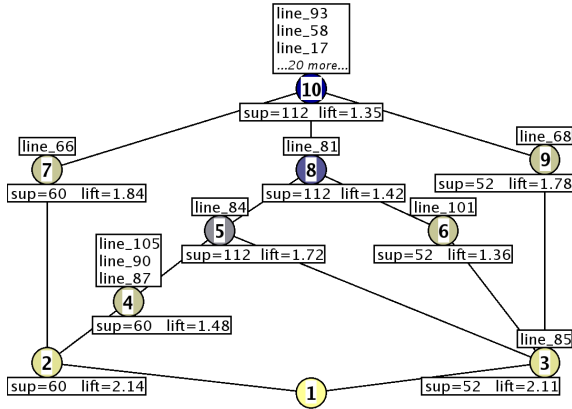 line_93
line_58
line_17
...20 more...
10
sup=112 lift=1.35
line_66
7
sup=60 lift=1.84
line_81
8
sup=112 lift=1.42
line_68
9
sup=52 lift=1.78
line_84
5
sup=112 lift=1.72
line_101
6
sup=52 lift=1.36
line_105
line_90
line_87
4
sup=60 lift=1.48
2
sup=60 lift=2.14
1
line_85
3
sup=52 lift=2.11